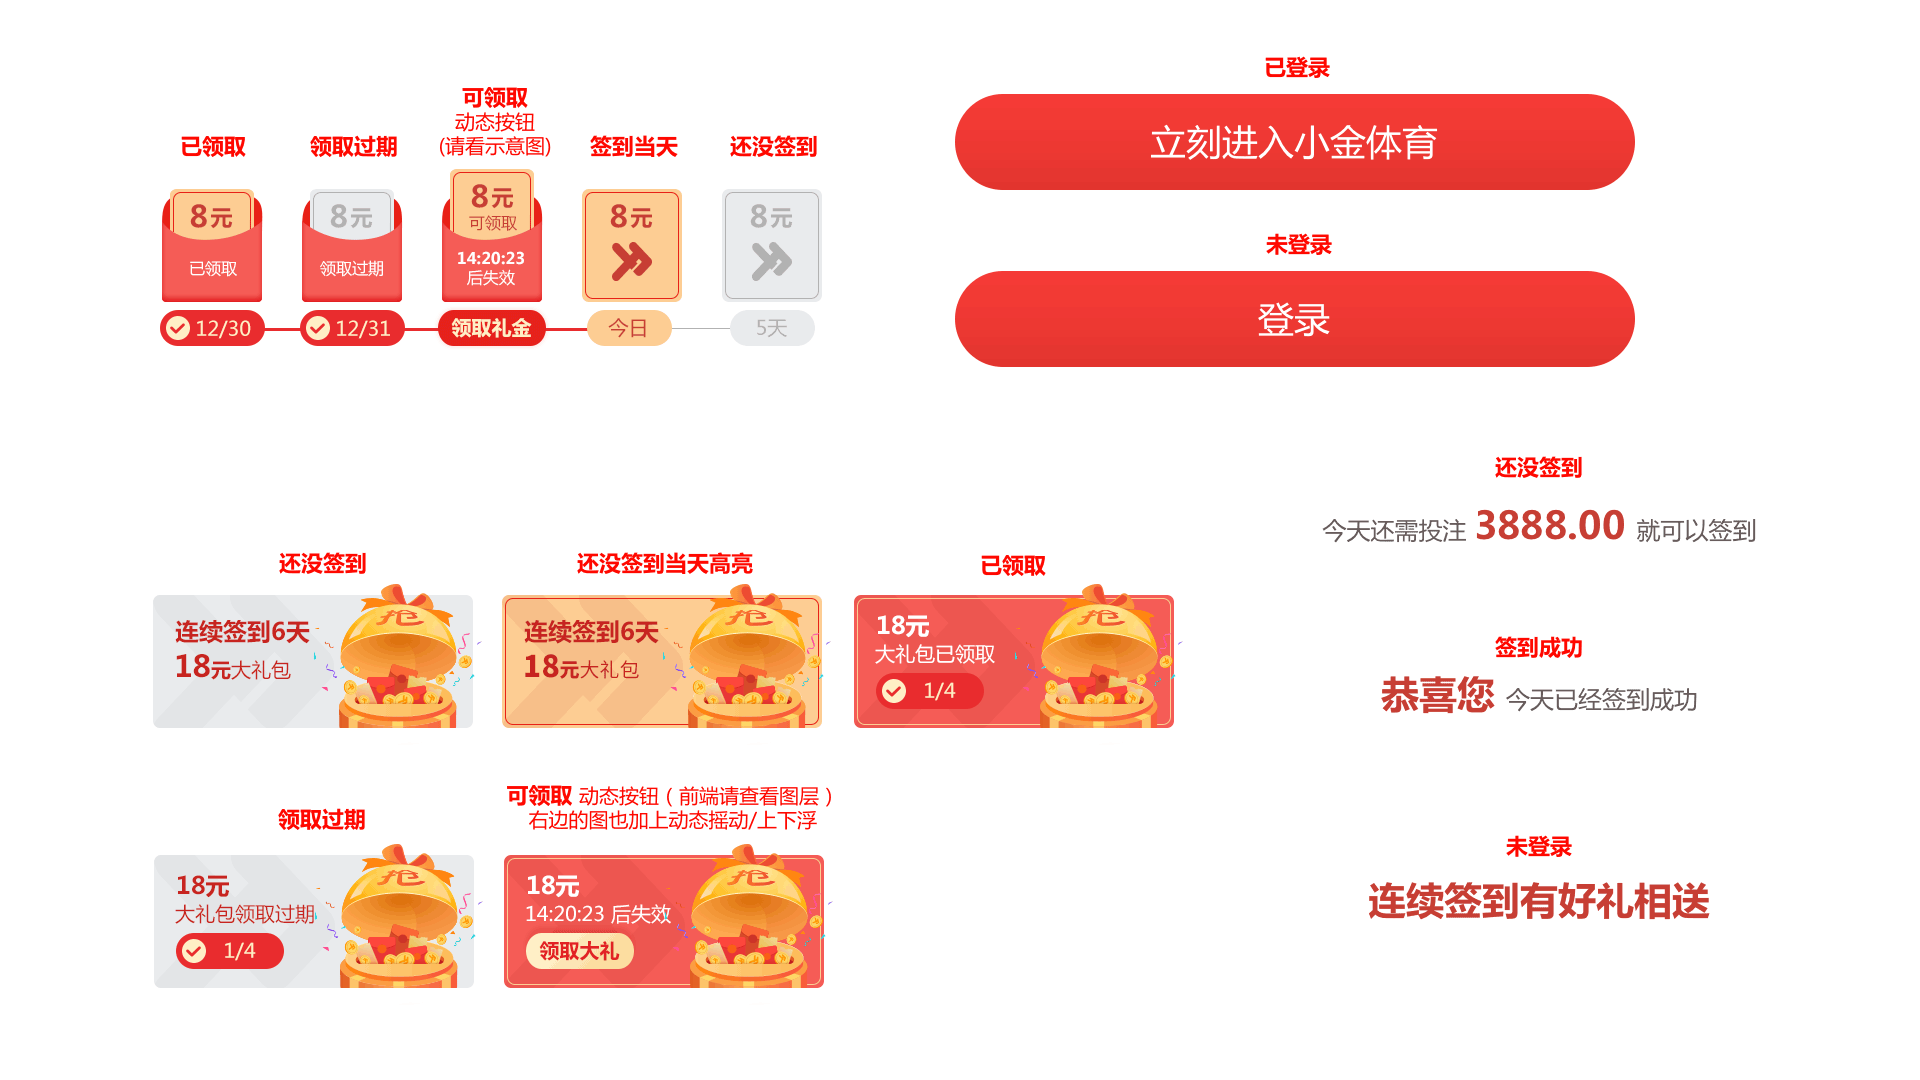 已领取
领取过期
可领取
动态按钮
(请看示意图)
签到当天
还没签到
8元
已领取
12/30
8元
领取过期
12/31
8元
可领取
14:20:23
后失效
领取礼金
8元
今日
8元
5天
已登录
立刻进入小金体育
未登录
登录
还没签到
今天还需投注 3888.00 就可以签到
签到成功
恭喜您 今天已经签到成功
未登录
连续签到有好礼相送
还没签到
连续签到6天
18元大礼包
抢
还没签到当天高亮
连续签到6天
18元大礼包
抢
已领取
18元
大礼包已领取
1/4
抢
领取过期
18元
大礼包领取过期
1/4
抢
可领取 动态按钮（前端请查看图层）
右边的图也加上动态摇动/上下浮
18元
14:20:23 后失效
领取大礼
抢